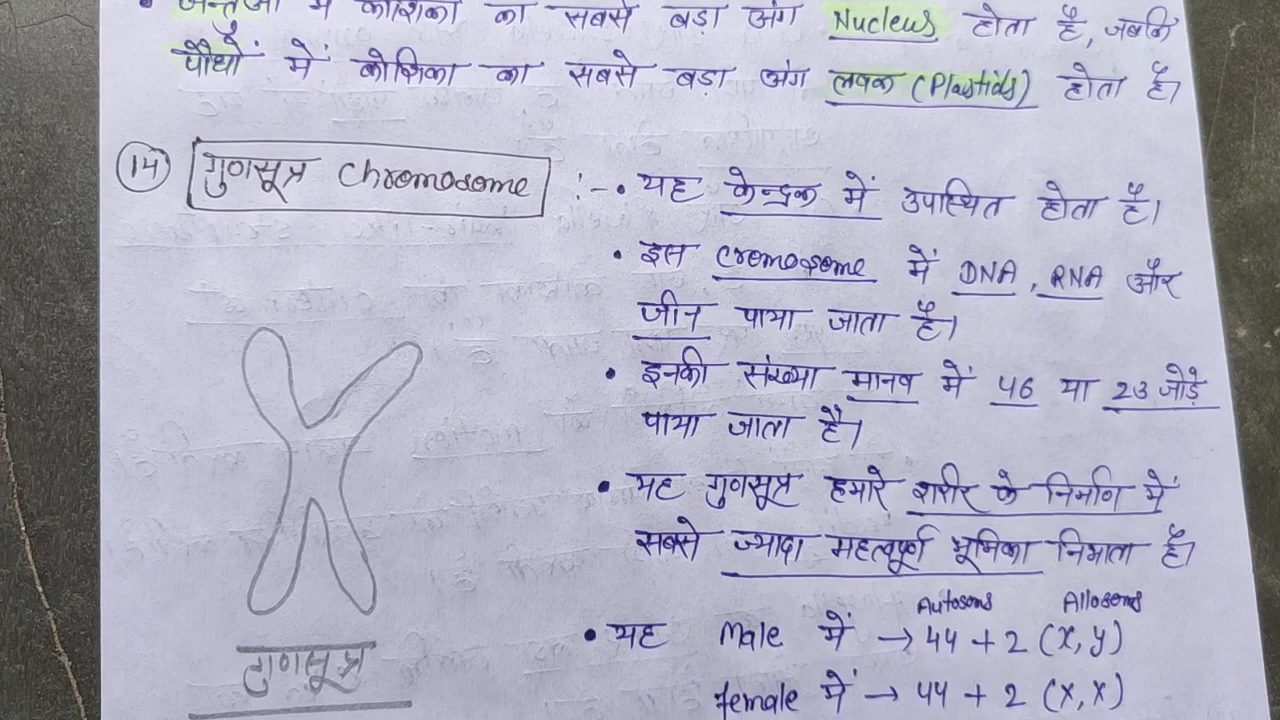 • जन्तुओं में कोशिका का सबसे बड़ा अंग Nucleus होता है, जबकि
पौधों में कोशिका का सबसे बड़ा अंग लवक (Plastids) होता है।
14 गुणसूत्र Chromosome :- • यह केन्द्रक में उपस्थित होता है।
• इस Cromosome में DNA, RNA और
जीन पाया जाता है।
• इनकी संख्या मानव में 46 या 23 जोड़े
पाया जाता है।
• यह गुणसूत्र हमारे शरीर के निर्माण में
सबसे ज्यादा महत्वपूर्ण भूमिका निभाता है।
Autosoms Allosoms
• यह Male में → 44 + 2 (X, y)
female में → 44 + 2 (X, X)
गुणसूत्र